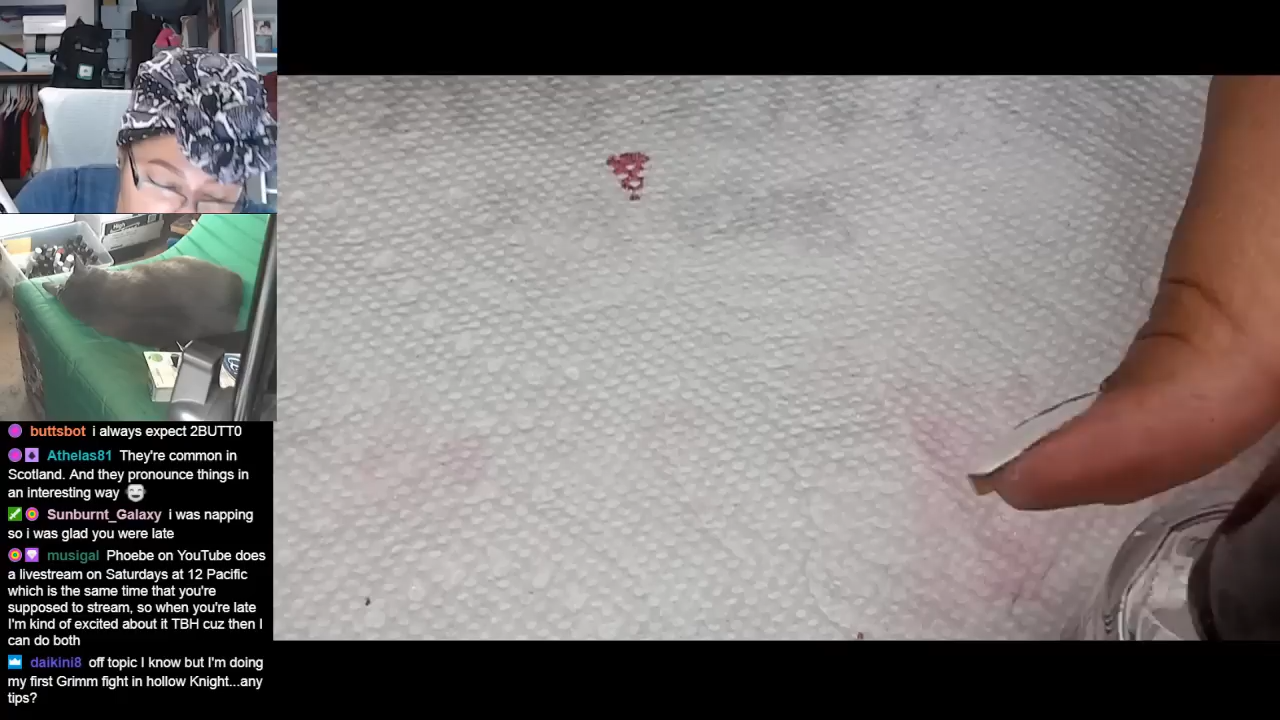 High
buttsbot i always expect 2BUTT0
Athelas81 They're common in
Scotland. And they pronounce things in
an interesting way
Sunburnt_Galaxy i was napping
so i was glad you were late
musigal Phoebe on YouTube does
a livestream on Saturdays at 12 Pacific
which is the same time that you're
supposed to stream, so when you're late
I'm kind of excited about it TBH cuz then I
can do both
daikini8 off topic I know but I'm doing
my first Grimm fight in hollow Knight...any
tips?